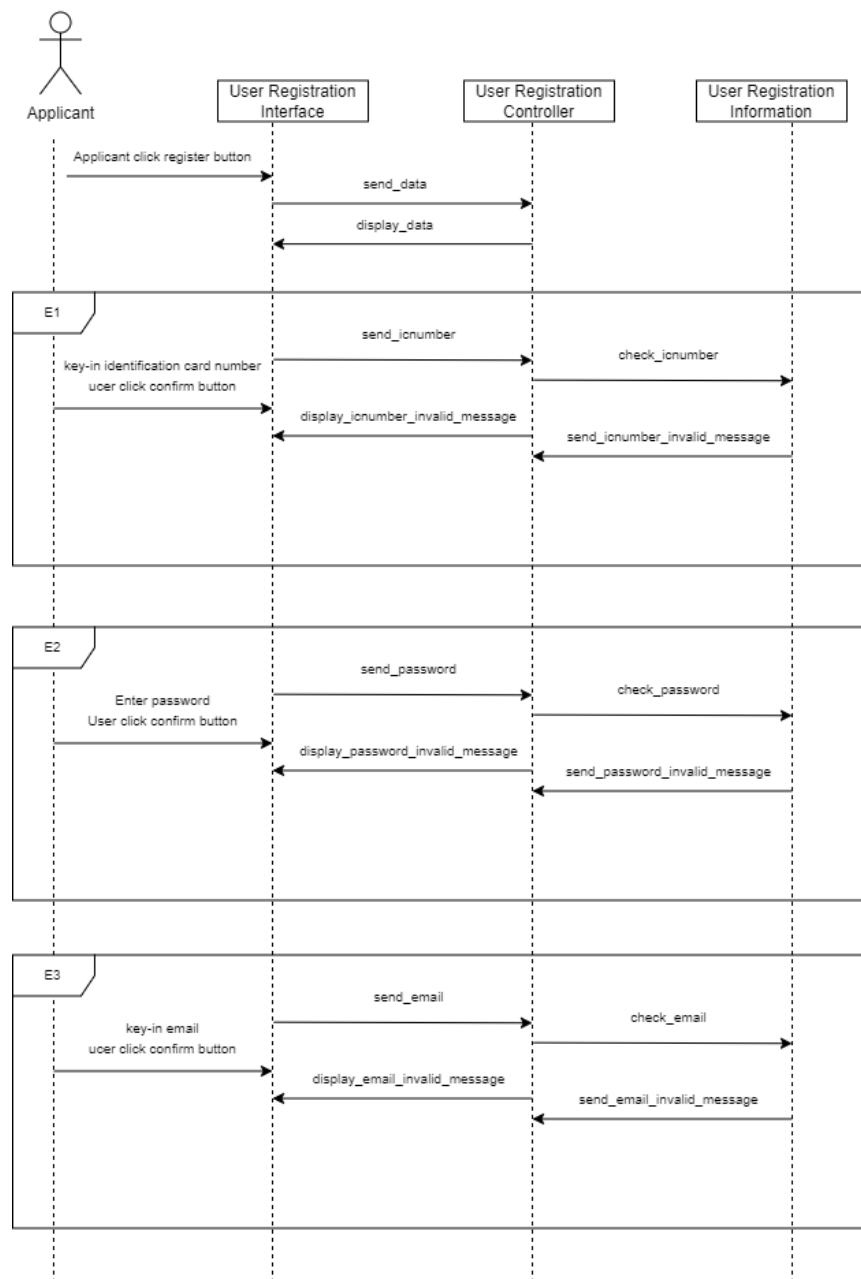 Applicant
User Registration
Interface
User Registration
Controller
User Registration
Information
Applicant click register button
send_data
display_data
E1
send_icnumber
check_icnumber
key-in identification card number
ucer click confirm button
display_icnumber_invalid_message
send_icnumber_invalid_message
E2
send_password
check_password
Enter password
User click confirm button
display_password_invalid_message
send_password_invalid_message
E3
send_email
check_email
key-in email
ucer click confirm button
display_email_invalid_message
send_email_invalid_message